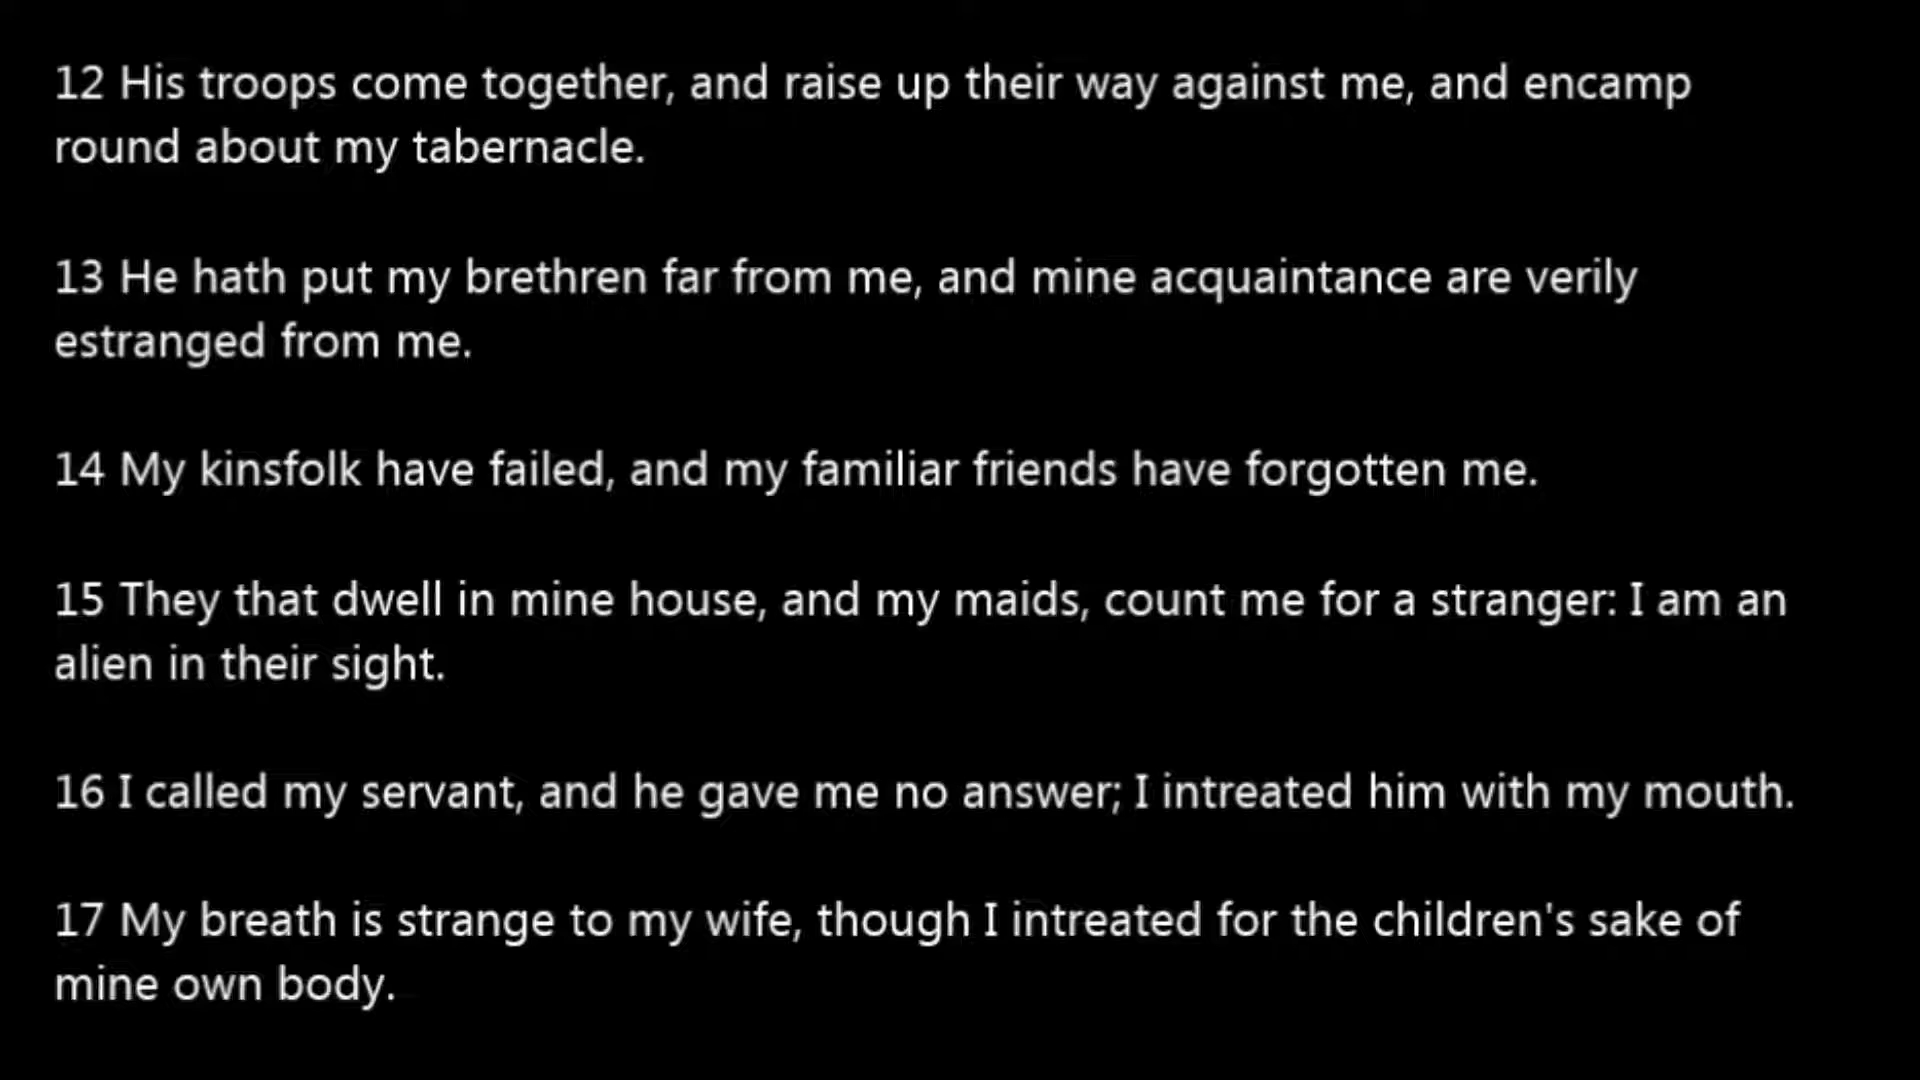 12 His troops come together, and raise up their way against me, and encamp
round about my tabernacle.
13 He hath put my brethren far from me, and mine acquaintance are verily
estranged from me.
14 My kinsfolk have failed, and my familiar friends have forgotten me.
15 They that dwell in mine house, and my maids, count me for a stranger: I am an
alien in their sight.
16 I called my servant, and he gave me no answer; I intreated him with my mouth.
17 My breath is strange to my wife, though I intreated for the children's sake of
mine own body.